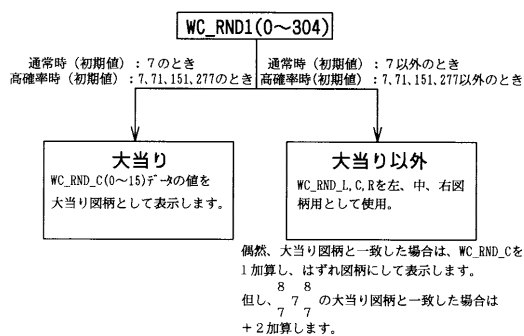 WC_RND1(0～304)
通常時（初期値）：７のとき
高確率時(初期値)：7,71,151,277のとき
通常時（初期値）：７以外のとき
高確率時(初期値)：7,71,151,277以外のとき
大当り
WC_RND_C(0～15)ﾃﾞｰﾀの値を
大当り図柄として表示します。
大当り以外
WC_RND_L,C,Rを左、中、右図
柄用として使用。
偶然、大当り図柄と一致した場合は、WC_RND_Cを
１加算し、はずれ図柄にして表示します。
8 8
但し、 7 の大当り図柄と一致した場合は
7 7
＋２加算します。